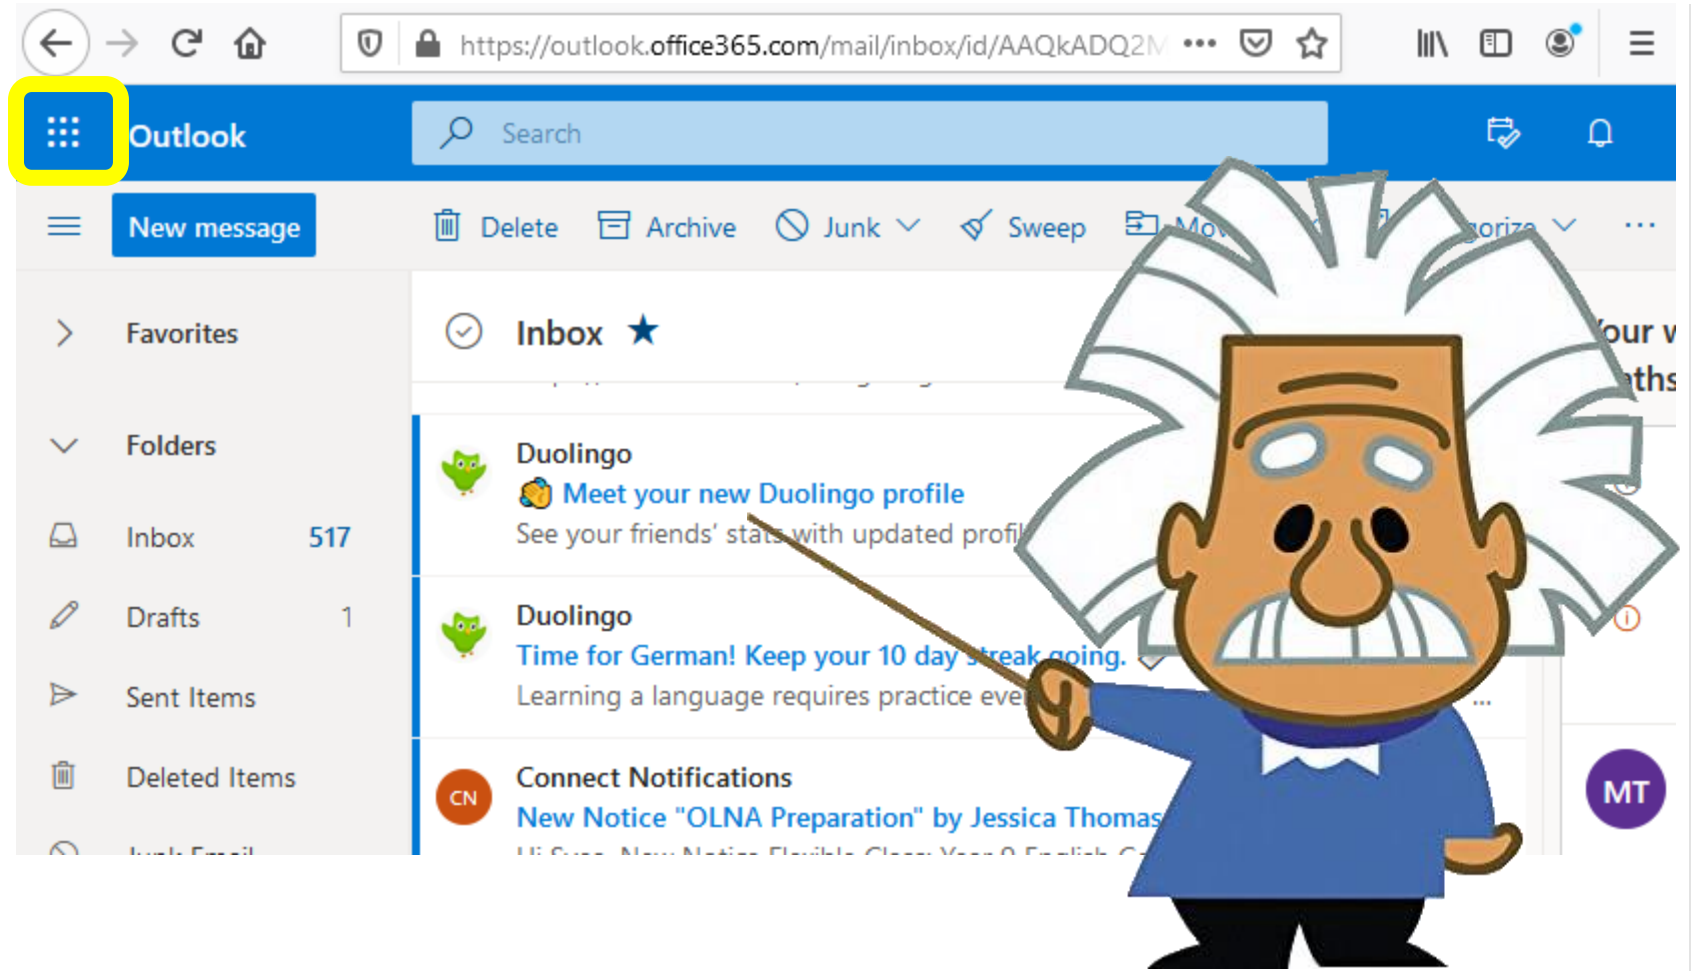 https://outlook.office365.com/mail/inbox/id/AAQkADQ2M
Outlook
Search
New message
Delete
Archive
Junk
Sweep
Favorites
Inbox
Folders
Duolingo
Meet your new Duolingo profile
See your friends' stats with updated
Inbox 517
Duolingo
Time for German! Keep your 10 day streak going.
Drafts 1
Learning a language requires practice
...
Sent Items
Connect Notifications
CN
MT
Deleted Items
New Notice "OLNA Preparation" by Jessica Thomas